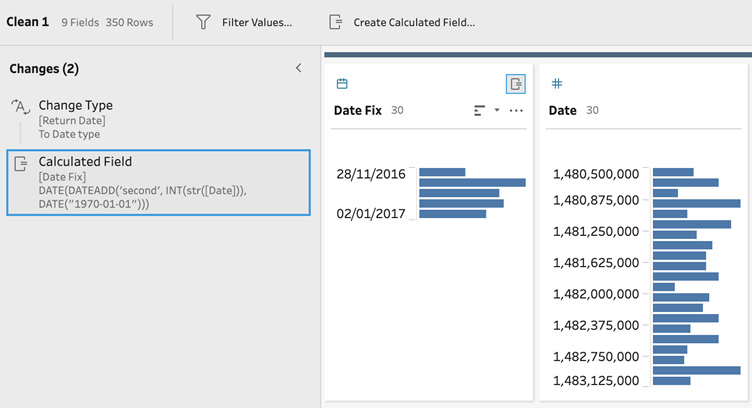 Clean 1 9 Fields 350 Rows Filter Values... Create Calculated Field...
Changes (2)
Change Type
[Return Date]
To Date type
Calculated Field
[Date Fix]
DATE(DATEADD('second', INT(str([Date])),
DATE("1970-01-01")))
Date Fix 30
28/11/2016
02/01/2017
Date 30
1,480,500,000
1,480,875,000
1,481,250,000
1,481,625,000
1,482,000,000
1,482,375,000
1,482,750,000
1,483,125,000